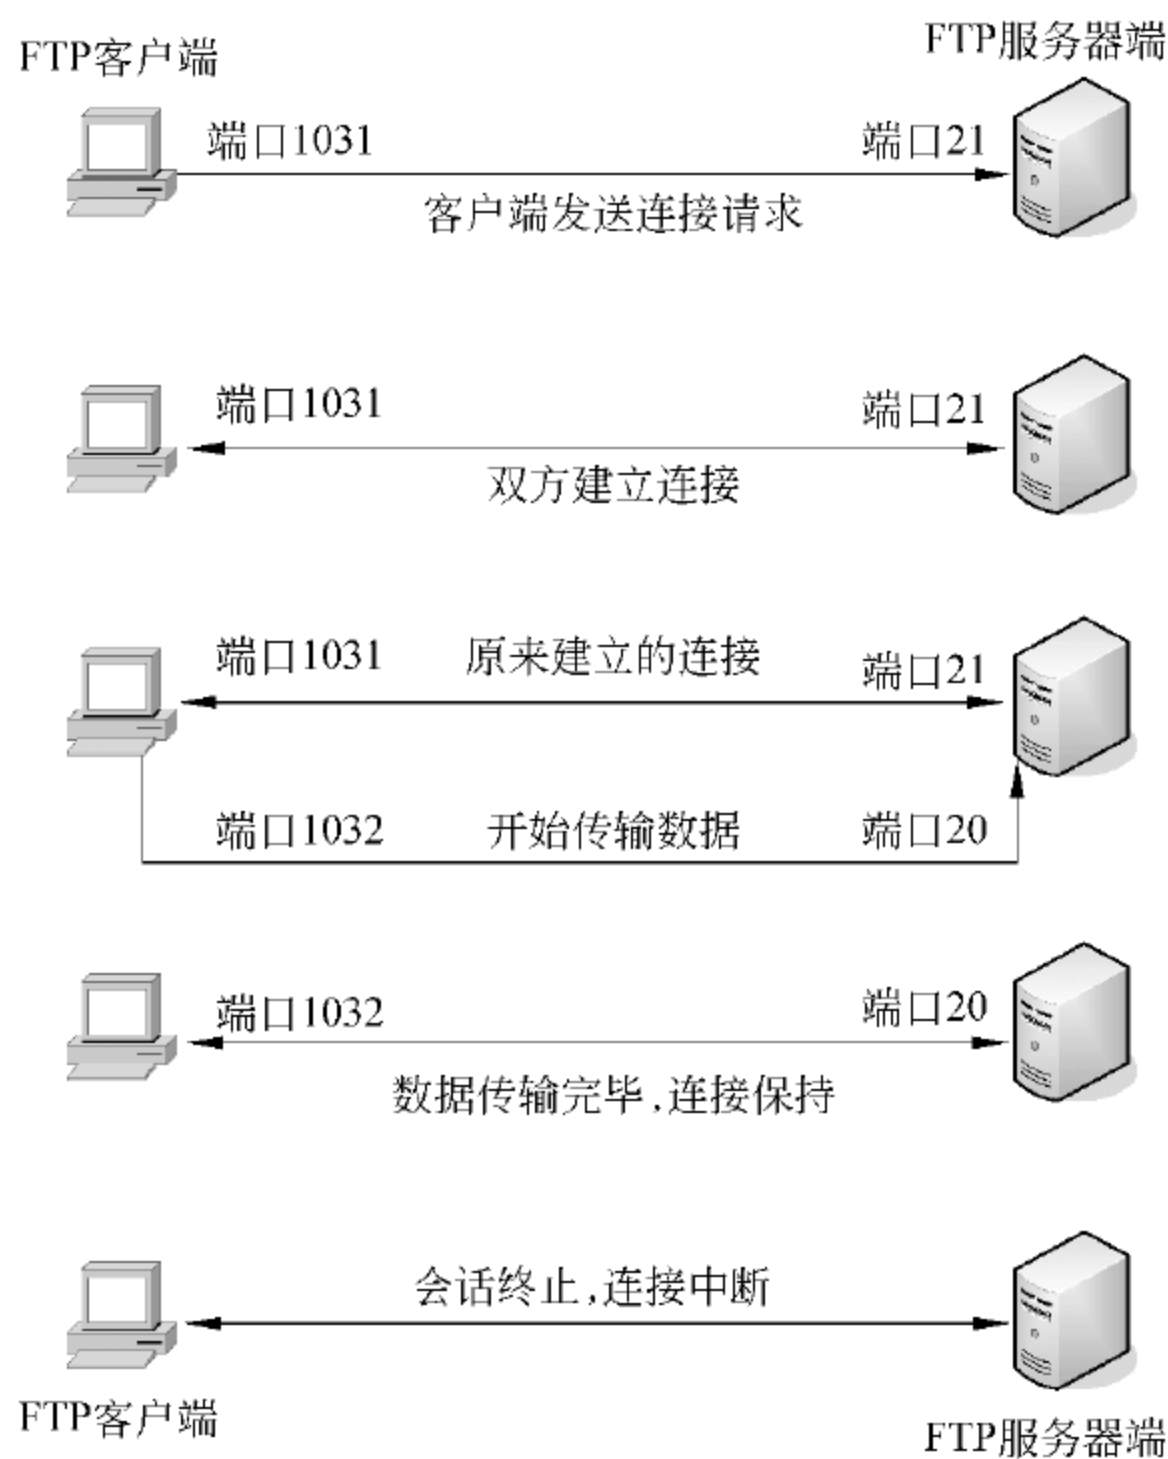 FTP客户端
FTP服务器端
端口1031
端口21
客户端发送连接请求
端口1031
端口21
双方建立连接
端口1031
原来建立的连接
端口21
端口1032
开始传输数据
端口20
端口1032
端口20
数据传输完毕,连接保持
会话终止,连接中断
FTP客户端
FTP服务器端